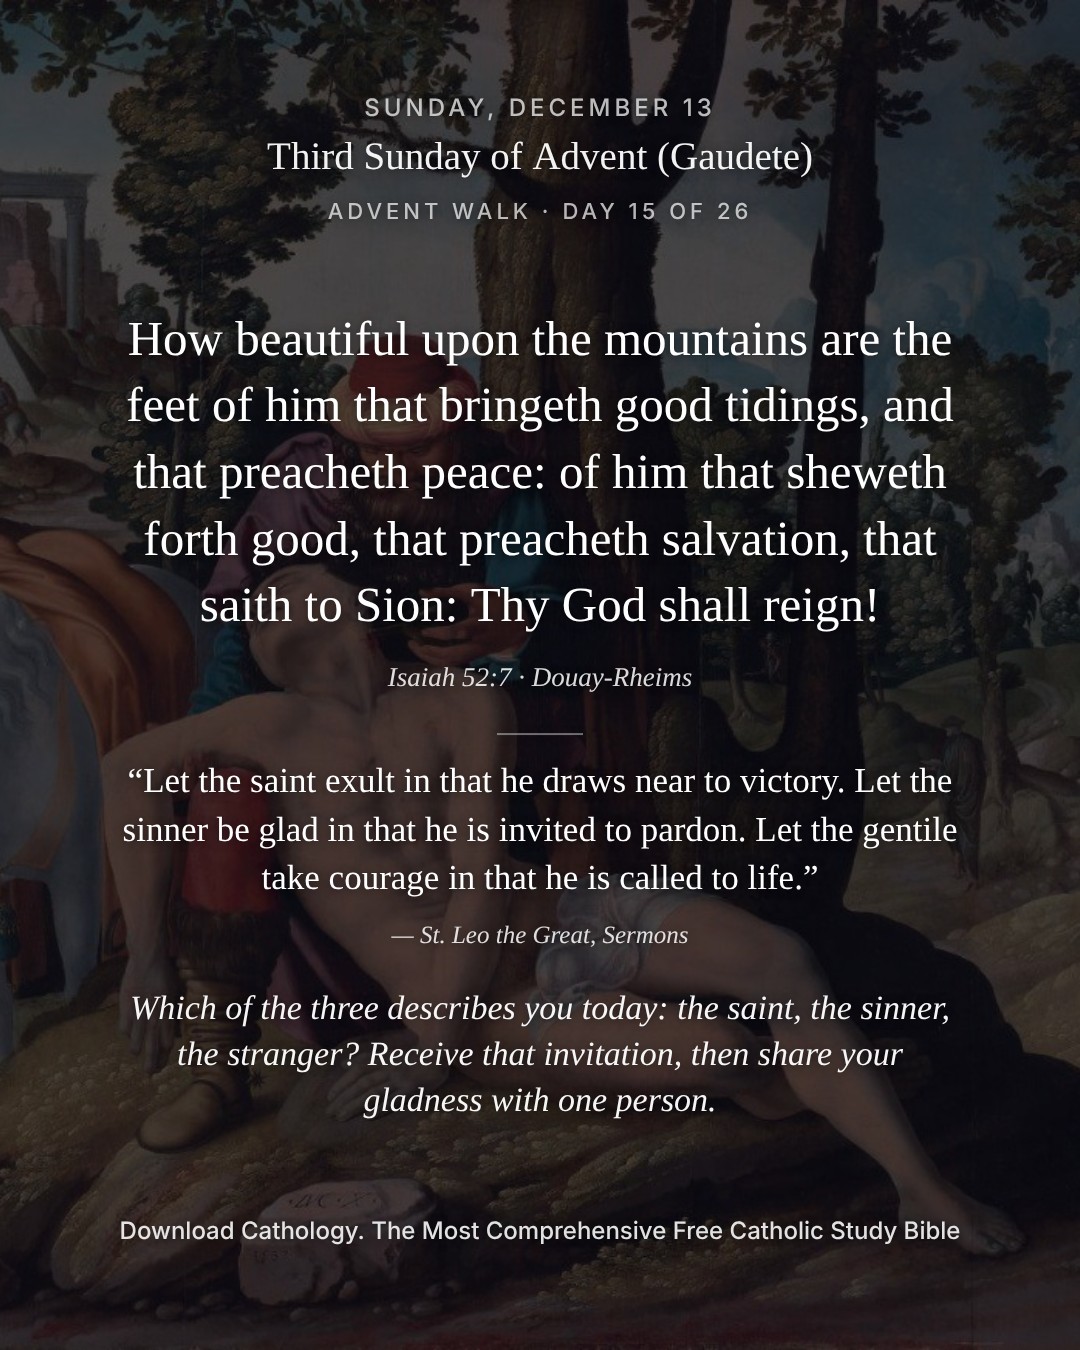 SUNDAY, DECEMBER 13
Third Sunday of Advent (Gaudete)
ADVENT WALK · DAY 15 OF 26
How beautiful upon the mountains are the
feet of him that bringeth good tidings, and
that preacheth peace: of him that sheweth
forth good, that preacheth salvation, that
saith to Sion: Thy God shall reign!
Isaiah 52:7 · Douay-Rheims
“Let the saint exult in that he draws near to victory. Let the
sinner be glad in that he is invited to pardon. Let the gentile
take courage in that he is called to life.”
— St. Leo the Great, Sermons
Which of the three describes you today: the saint, the sinner,
the stranger? Receive that invitation, then share your
gladness with one person.
Download Cathology. The Most Comprehensive Free Catholic Study Bible